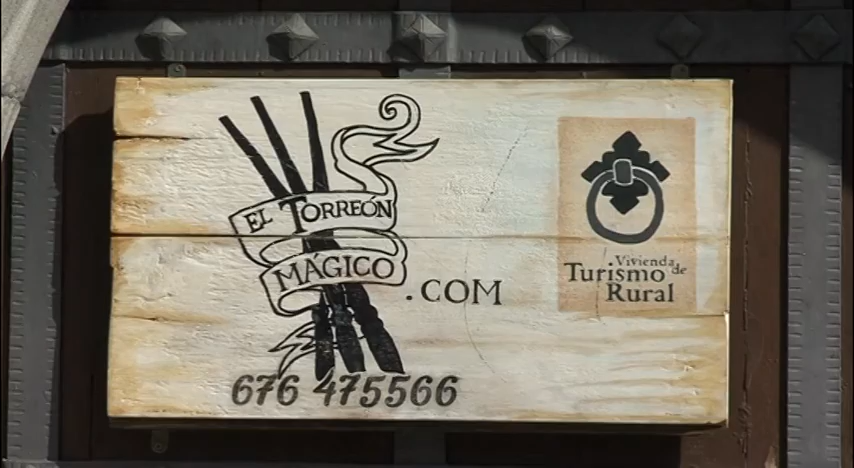 EL TORREÓN
MÁGICO
.COM
676 475566
Vivienda de
Turismo
Rural